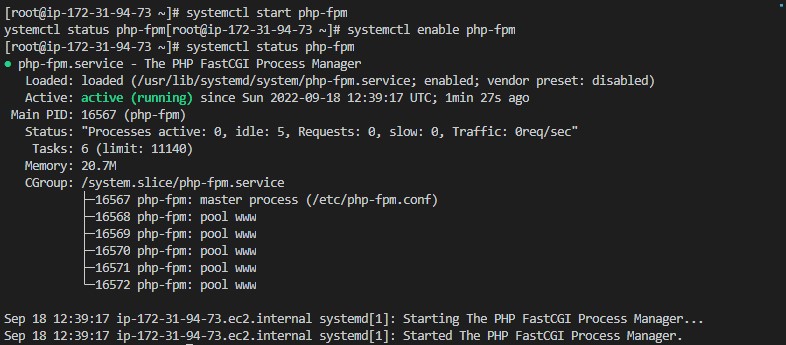 [root@ip-172-31-94-73 ~]# systemctl start php-fpm
ystemctl status php-fpm[root@ip-172-31-94-73 ~]# systemctl enable php-fpm
[root@ip-172-31-94-73 ~]# systemctl status php-fpm
● php-fpm.service - The PHP FastCGI Process Manager
   Loaded: loaded (/usr/lib/systemd/system/php-fpm.service; enabled; vendor preset: disabled)
   Active: active (running) since Sun 2022-09-18 12:39:17 UTC; 1min 27s ago
 Main PID: 16567 (php-fpm)
   Status: "Processes active: 0, idle: 5, Requests: 0, slow: 0, Traffic: 0req/sec"
    Tasks: 6 (limit: 11140)
   Memory: 20.7M
   CGroup: /system.slice/php-fpm.service
           ├─16567 php-fpm: master process (/etc/php-fpm.conf)
           ├─16568 php-fpm: pool www
           ├─16569 php-fpm: pool www
           ├─16570 php-fpm: pool www
           ├─16571 php-fpm: pool www
           └─16572 php-fpm: pool www
Sep 18 12:39:17 ip-172-31-94-73.ec2.internal systemd[1]: Starting The PHP FastCGI Process Manager...
Sep 18 12:39:17 ip-172-31-94-73.ec2.internal systemd[1]: Started The PHP FastCGI Process Manager.